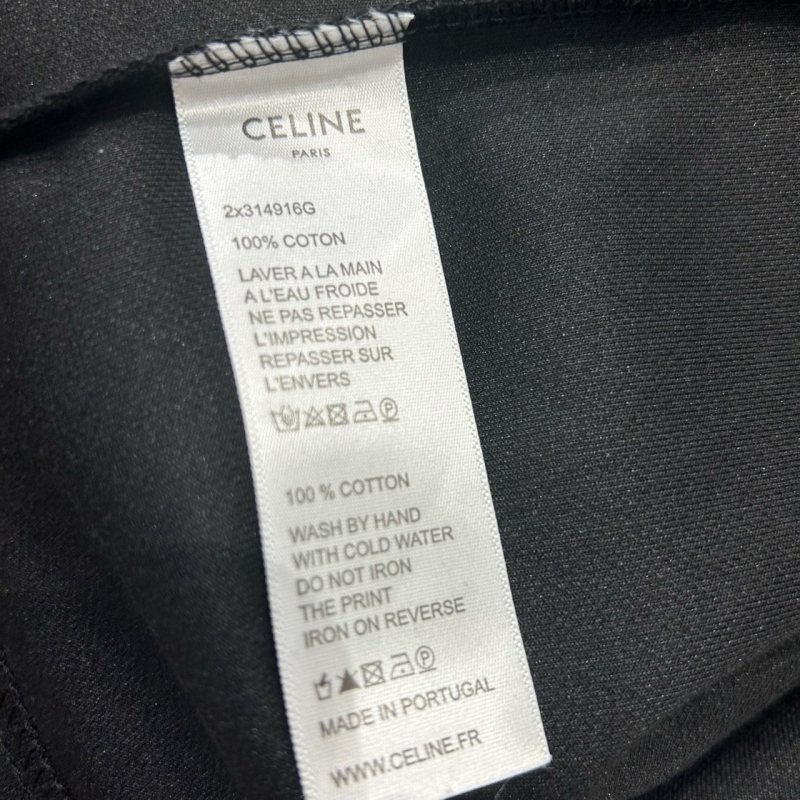 CELINE
PARIS
2x314916G
100% COTON
LAVER A LA MAIN
A L'EAU FROIDE
NE PAS REPASSER
L'IMPRESSION
REPASSER SUR
L'ENVERS
P
100 % COTTON
WASH BY HAND
WITH COLD WATER
DO NOT IRON
THE PRINT
IRON ON REVERSE
P
MADE IN PORTUGAL
WWW.CELINE.FR